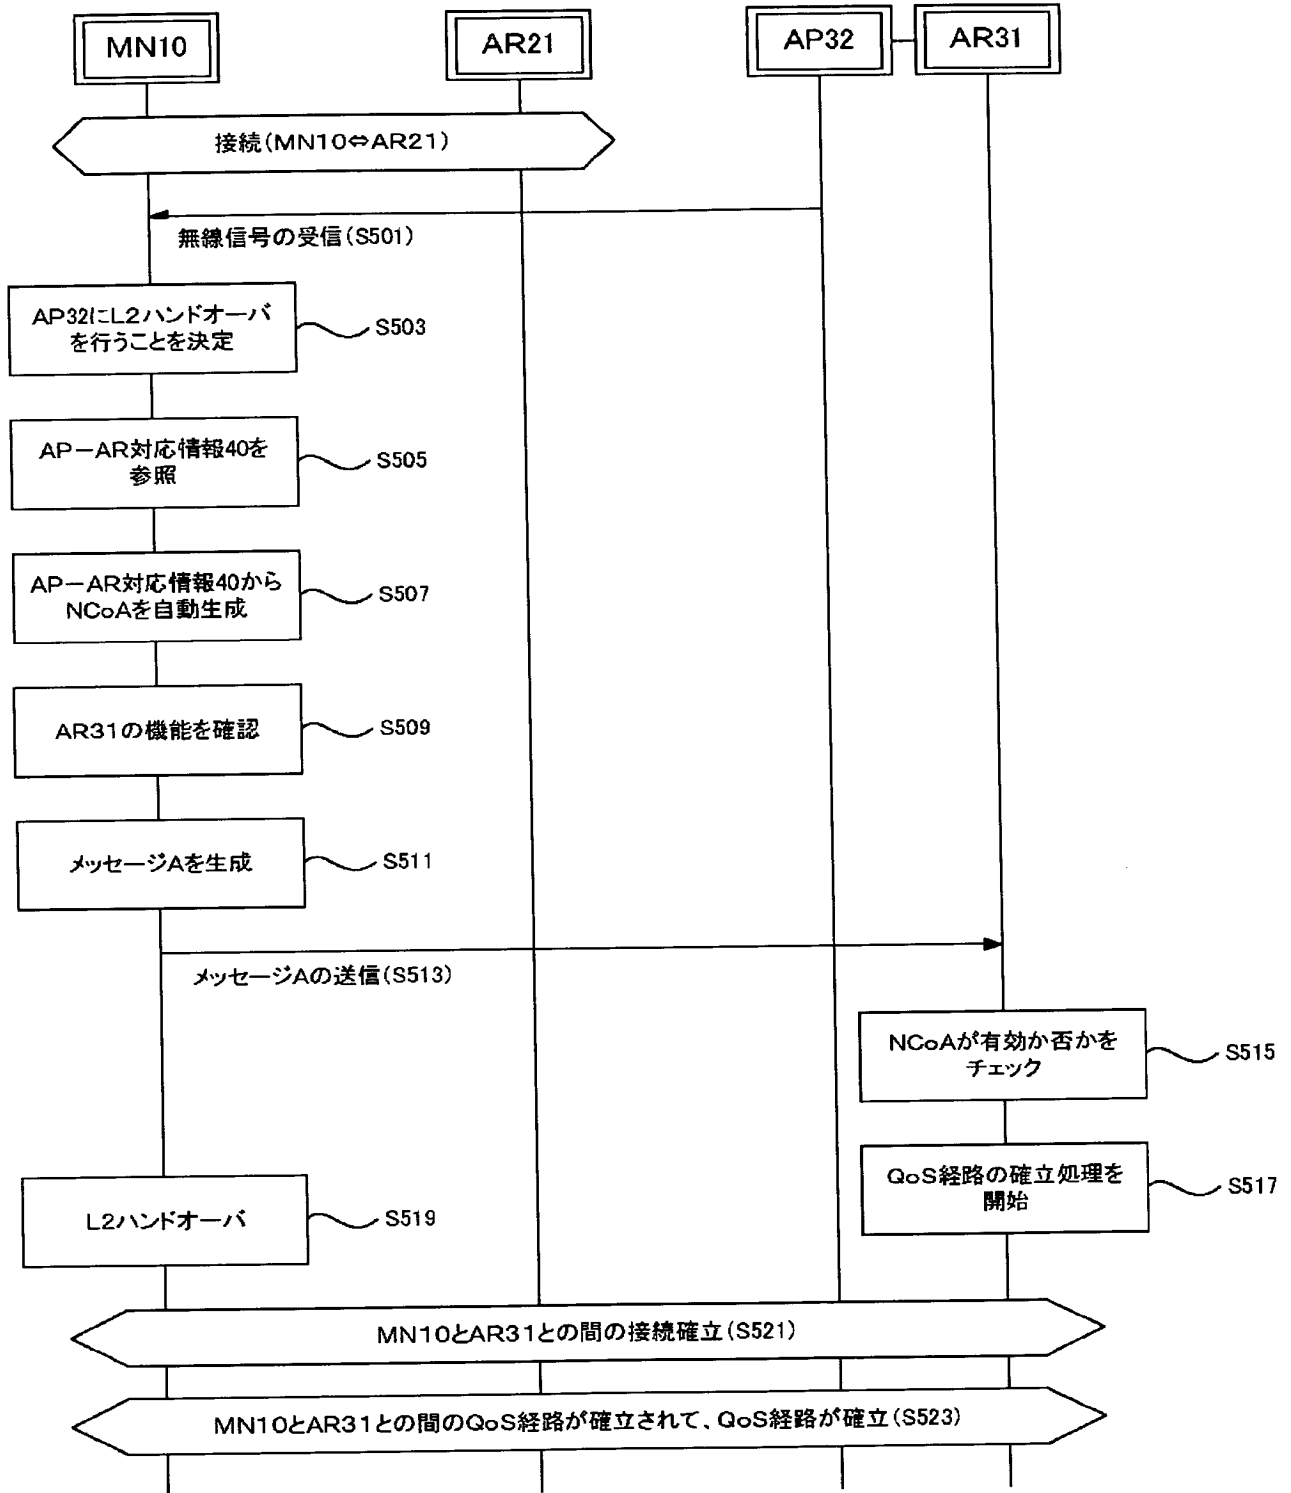 MN10
AR21
AP32
AR31
接続(MN10⇔AR21)
無線信号の受信(S501)
AP32にL2ハンドオーバ
を行うことを決定
S503
AP－AR対応情報40を
参照
S505
AP－AR対応情報40から
NCoAを自動生成
S507
AR31の機能を確認
S509
メッセージAを生成
S511
メッセージAの送信(S513)
NCoAが有効か否かを
チェック
S515
QoS経路の確立処理を
開始
S517
L2ハンドオーバ
S519
MN10とAR31との間の接続確立(S521)
MN10とAR31との間のQoS経路が確立されて、QoS経路が確立(S523)